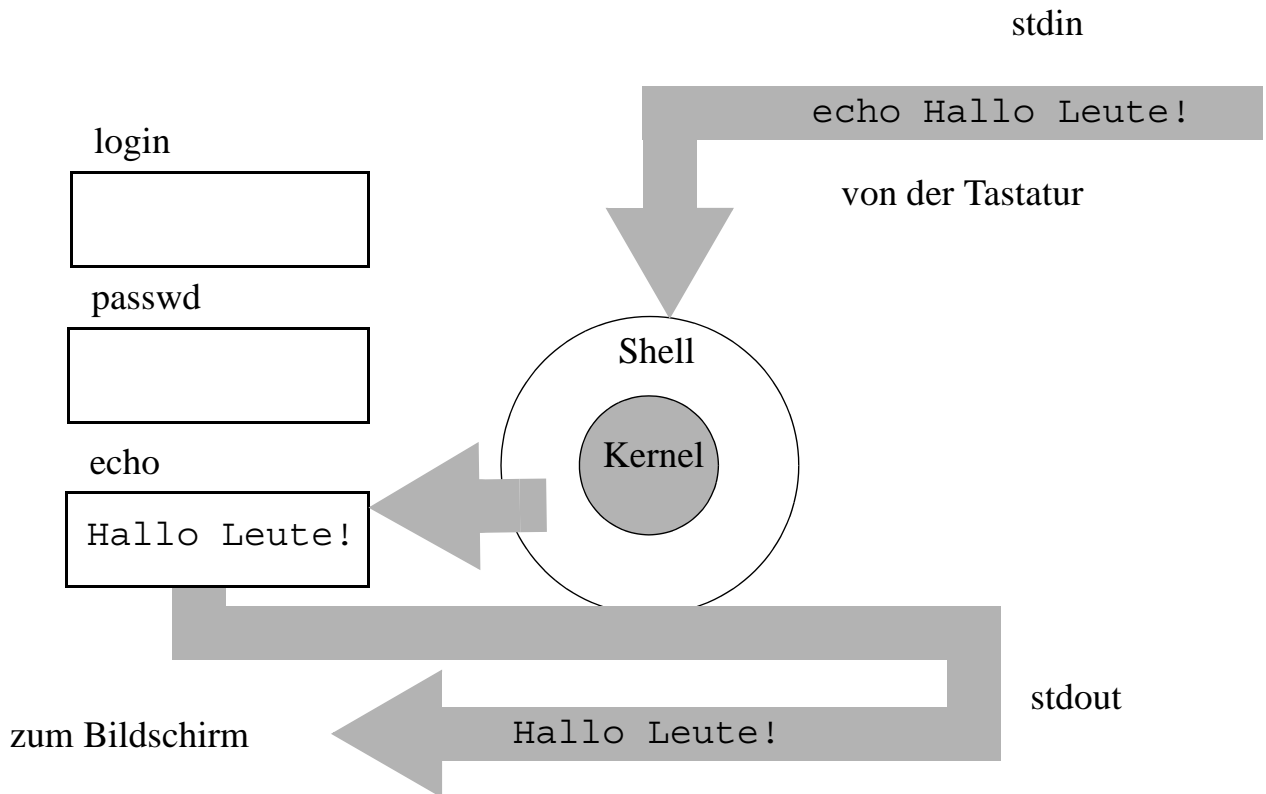 stdin
echo Hallo Leute!
login
von der Tastatur
passwd
Shell
Kernel
echo
Hallo Leute!
stdout
zum Bildschirm
Hallo Leute!